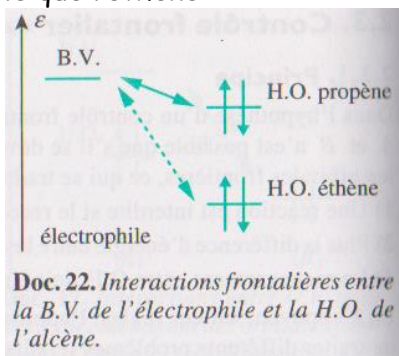 ε
B.V.
H.O. propène
H.O. éthène
électrophile
Doc. 22. Interactions frontalières entre
la B.V. de l'électrophile et la H.O. de
l'alcène.